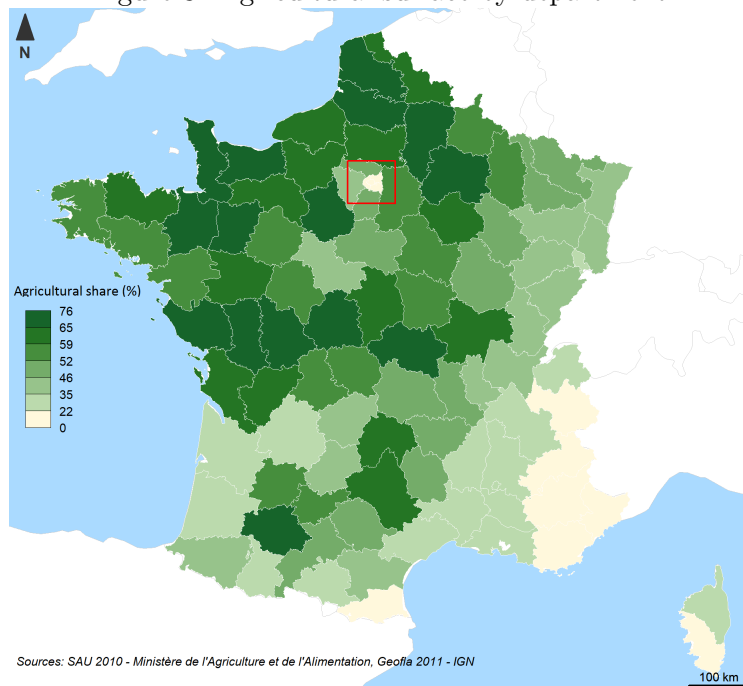 N
Agricultural share (%)
76
65
59
52
46
35
22
0
Sources: SAU 2010 - Ministère de l'Agriculture et de l'Alimentation, Geofla 2011 - IGN
100 km